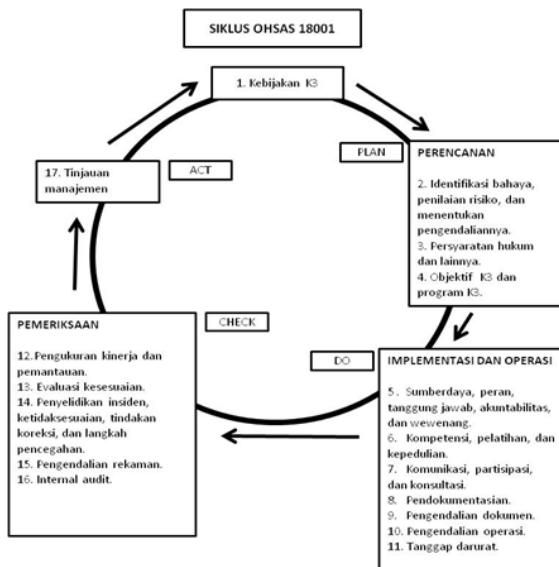 SIKLUS OHSAS 18001
1. Kebijakan K3
PLAN
PERENCANAN
2. Identifikasi bahaya,
penilaian risiko, dan
menentukan
pengendaliannya.
3. Persyaratan hukum
dan lainnya.
4. Objektif K3 dan
program K3.
DO
IMPLEMENTASI DAN OPERASI
5. Sumberdaya, peran,
tanggung jawab, akuntabilitas,
dan wewenang.
6. Kompetensi, pelatihan, dan
kepedulian.
7. Komunikasi, partisipasi,
dan konsultasi.
8. Pendokumentasian.
9. Pengendalian dokumen.
10. Pengendalian operasi.
11. Tanggap darurat.
CHECK
PEMERIKSAAN
12. Pengukuran kinerja dan
pemantauan.
13. Evaluasi kesesuaian.
14. Penyelidikan insiden,
ketidaksesuaian, tindakan
koreksi, dan langkah
pencegahan.
15. Pengendalian rekaman.
16. Internal audit.
ACT
17. Tinjauan
manajemen